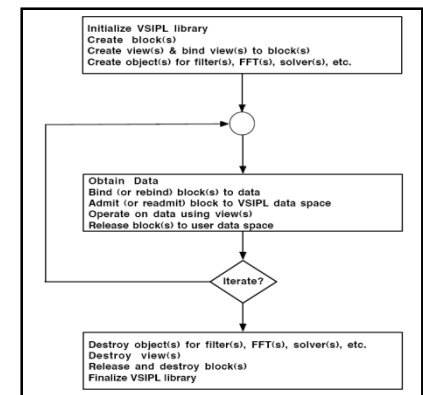 Initialize VSIPL library
Create block(s)
Create view(s) & bind view(s) to block(s)
Create object(s) for filter(s), FFT(s), solver(s), etc.
Obtain Data
Bind (or rebind) block(s) to data
Admit (or readmit) block to VSIPL data space
Operate on data using view(s)
Release block(s) to user data space
Iterate?
Destroy object(s) for filter(s), FFT(s), solver(s), etc.
Destroy view(s)
Release and destroy block(s)
Finalize VSIPL library